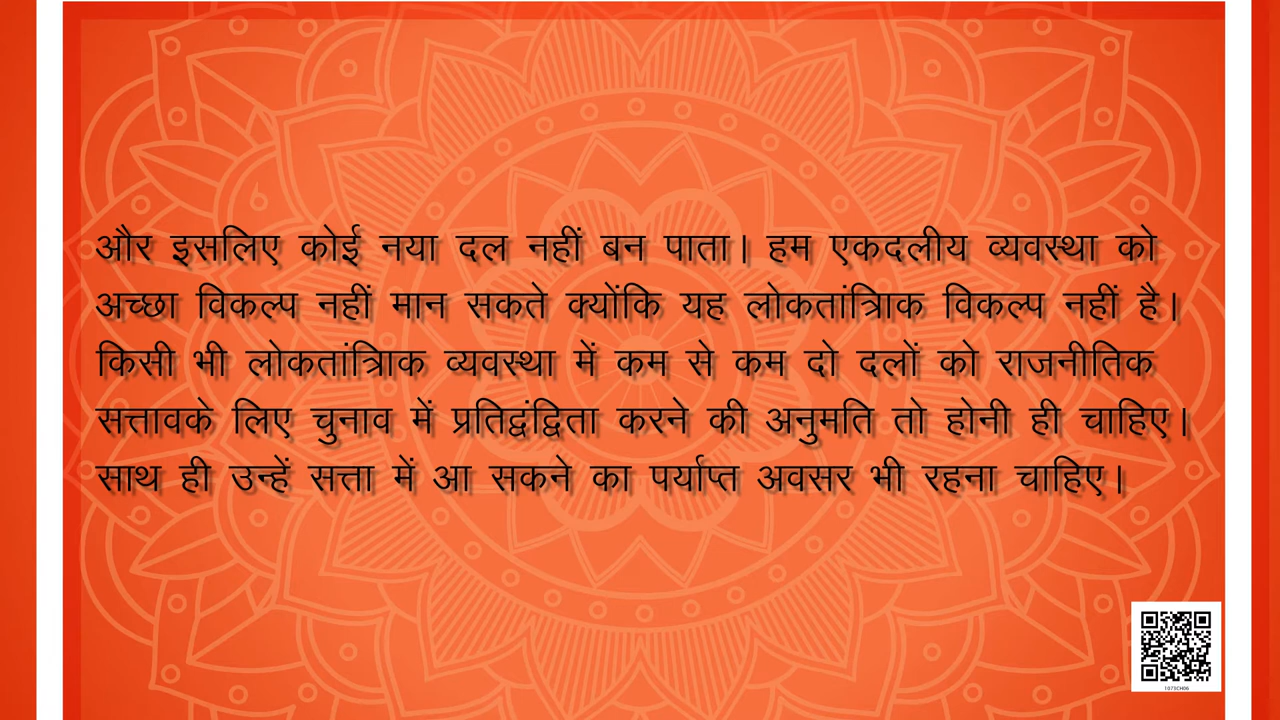 और इसलिए कोई नया दल नहीं बन पाता। हम एकदलीय व्यवस्था को
अच्छा विकल्प नहीं मान सकते क्योंकि यह लोकतांत्रिाक विकल्प नहीं है।
किसी भी लोकतांत्रिाक व्यवस्था में कम से कम दो दलों को राजनीतिक
सत्तावके लिए चुनाव में प्रतिद्वंद्विता करने की अनुमति तो होनी ही चाहिए।
साथ ही उन्हें सत्ता में आ सकने का पर्याप्त अवसर भी रहना चाहिए।
1073CH06